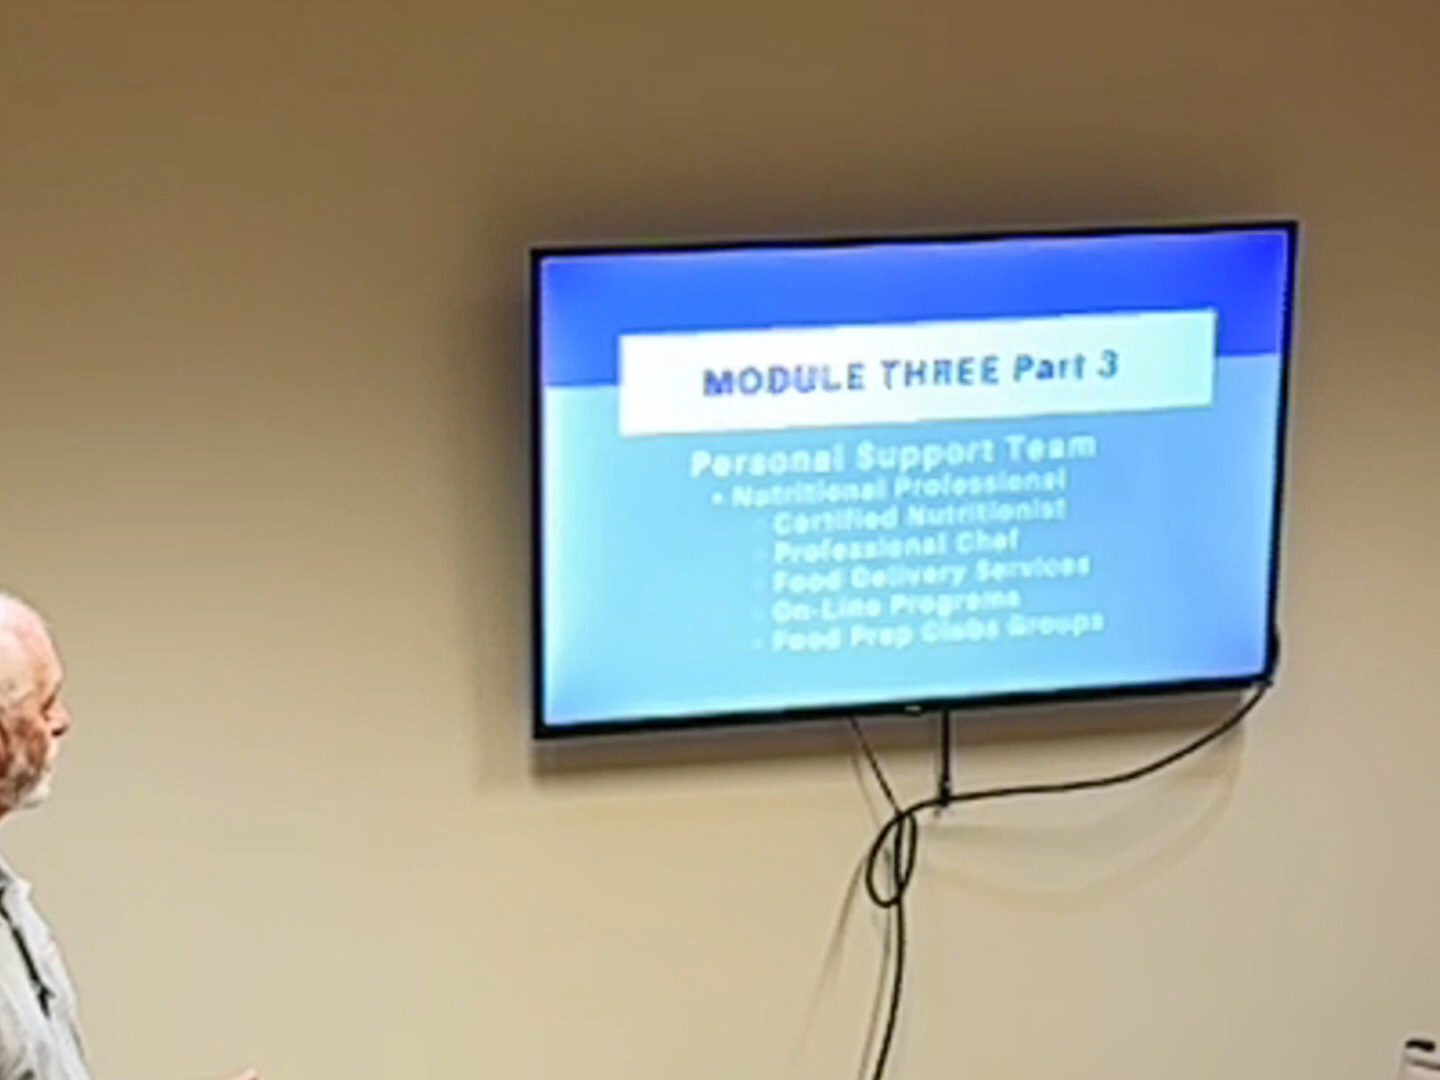 MODULE THREE Part 3
Personal Support Team
• Nutritional Professional
- Certified Nutritionist
- Professional Chef
- Food Delivery Services
- On-Line Programs
- Food Prep Clubs Groups